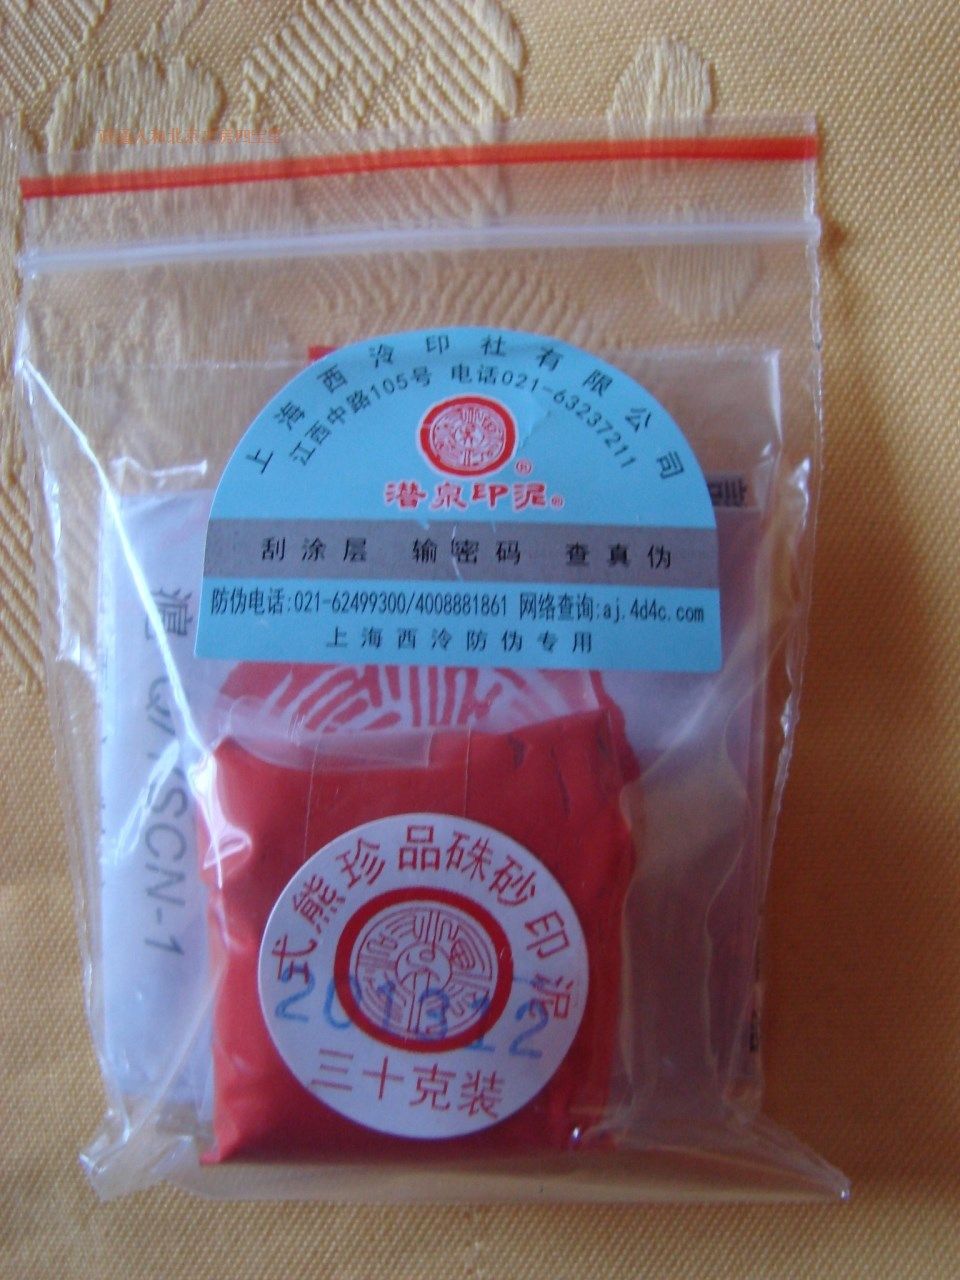 上海西泠印社有限公司
江西中路105号 电话021-63237211
潜泉印泥®
刮涂层 输密码 查真伪
防伪电话:021-62499300/4008881861 网络查询:aj.4d4c.com
上海西泠防伪专用
SCN-1
式熊珍品硃砂印泥
201312
三十克装